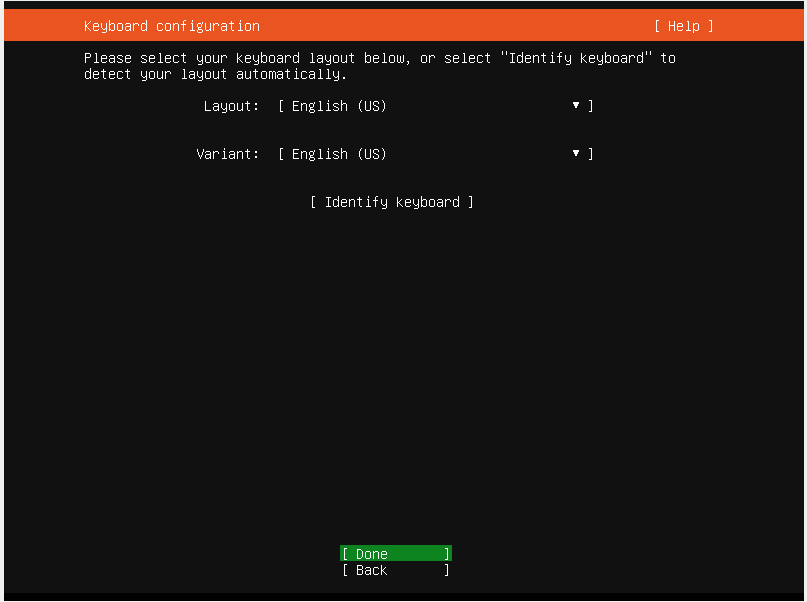 Keyboard configuration [ Help ]
Please select your keyboard layout below, or select "Identify keyboard" to
detect your layout automatically.
Layout: [ English (US) ▾ ]
Variant: [ English (US) ▾ ]
[ Identify keyboard ]
[ Done ]
[ Back ]